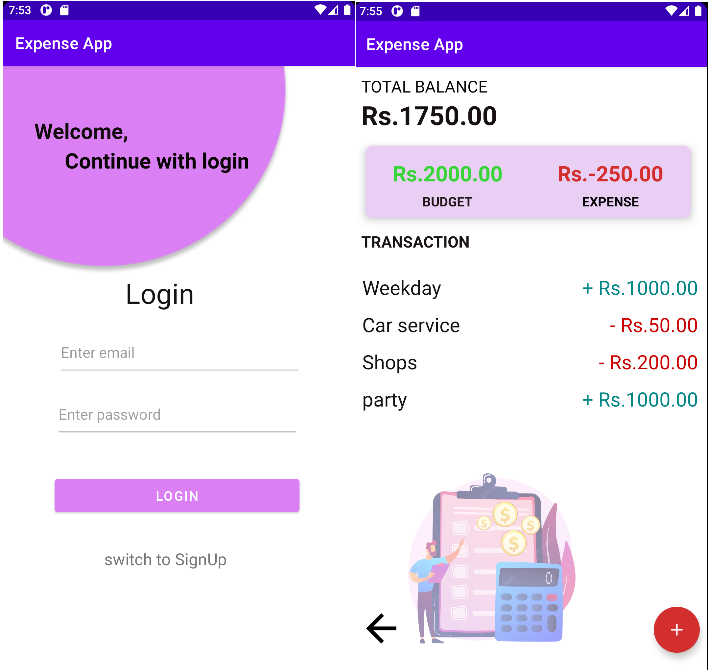 7:53
Expense App
Welcome,
Continue with login
Login
Enter email
Enter password
LOGIN
switch to SignUp
7:55
Expense App
TOTAL BALANCE
Rs.1750.00
Rs.2000.00 Rs.-250.00
BUDGET EXPENSE
TRANSACTION
Weekday + Rs.1000.00
Car service - Rs.50.00
Shops - Rs.200.00
party + Rs.1000.00
$ $ $
$
0
+